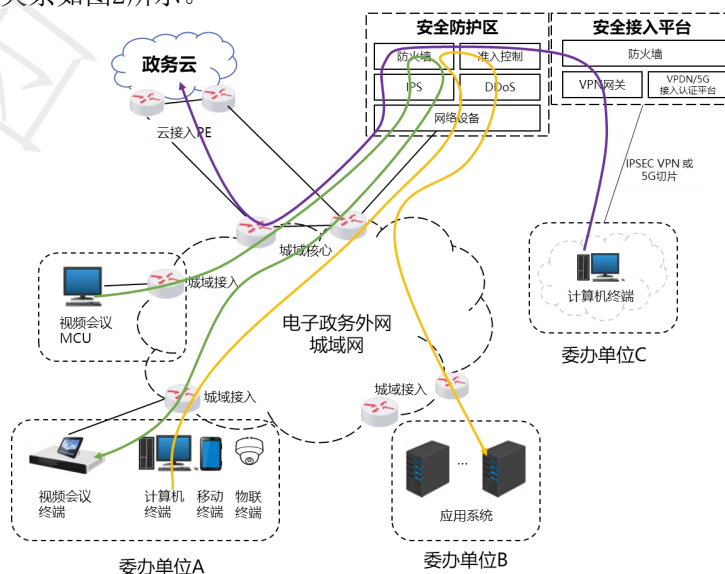 关系如图2所示。
安全防护区
安全接入平台
防火墙
准入控制
防火墙
IPS
DDoS
VPN网关
VPDN/5G
接入认证平台
网络设备
政务云
云接入PE
IPSEC VPN 或
5G切片
城域核心
城域接入
视频会议
MCU
计算机终端
电子政务外网
城域网
委办单位C
城域接入
城域接入
视频会议
终端
计算机
终端
移动
终端
物联
终端
...
应用系统
委办单位A
委办单位B